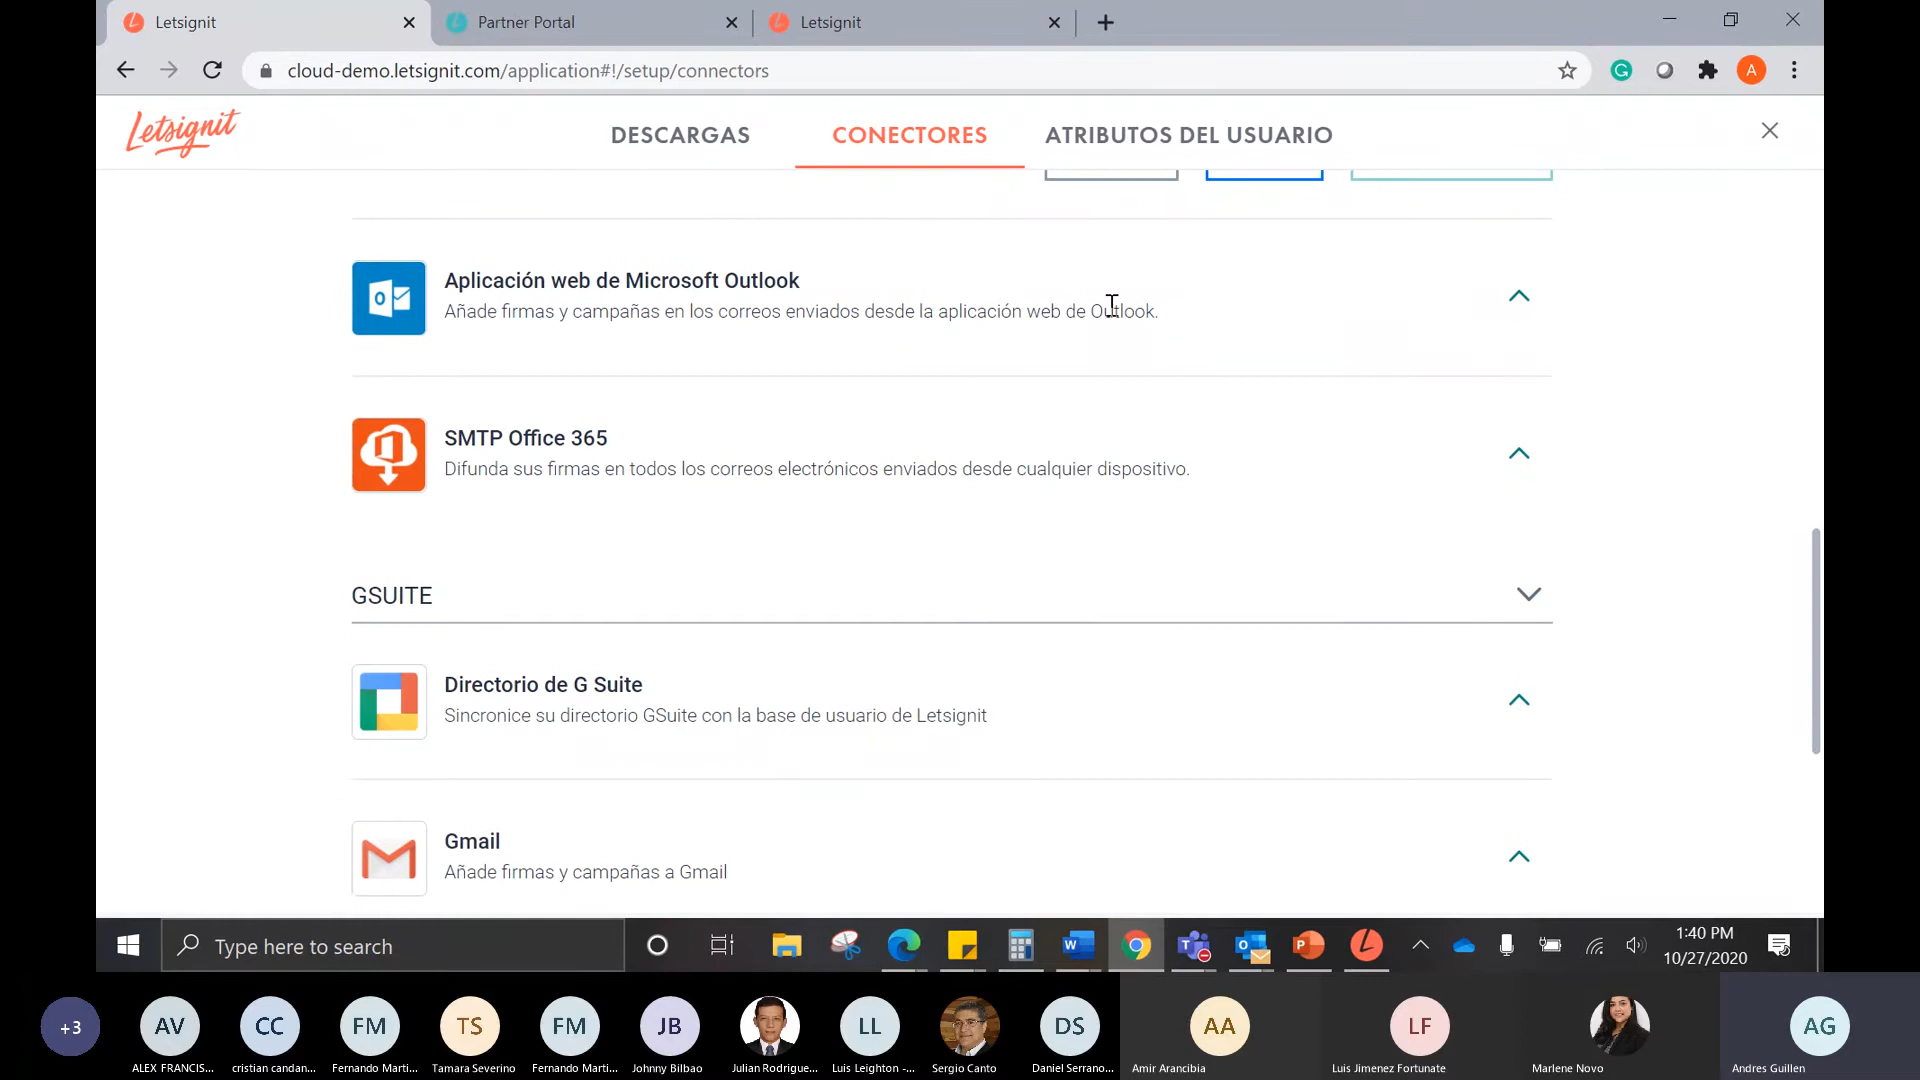 Letsignit
Partner Portal
Letsignit
cloud-demo.letsignit.com/application#!/setup/connectors
A
Letsignit
DESCARGAS
CONECTORES
ATRIBUTOS DEL USUARIO
Aplicación web de Microsoft Outlook
Añade firmas y campañas en los correos enviados desde la aplicación web de Outlook.
SMTP Office 365
Difunda sus firmas en todos los correos electrónicos enviados desde cualquier dispositivo.
GSUITE
Directorio de G Suite
Sincronice su directorio GSuite con la base de usuario de Letsignit
Gmail
Añade firmas y campañas a Gmail
Type here to search
1:40 PM
10/27/2020
+3
AV
CC
FM
TS
FM
JB
LL
DS
AA
LF
AG
ALEX FRANCIS...
cristian candan...
Fernando Marti...
Tamara Severino
Fernando Marti...
Johnny Bilbao
Julian Rodrigue...
Luis Leighton -...
Sergio Canto
Daniel Serrano...
Amir Arancibia
Luis Jimenez Fortunate
Marlene Novo
Andres Guillen